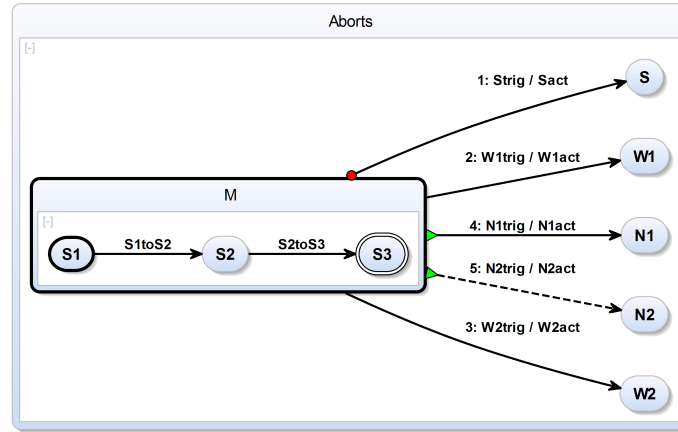 Aborts
[-]
1: Strig / Sact
S
2: W1trig / W1act
W1
M
[-]
S1
S1toS2
S2
S2toS3
S3
4: N1trig / N1act
N1
5: N2trig / N2act
N2
3: W2trig / W2act
W2